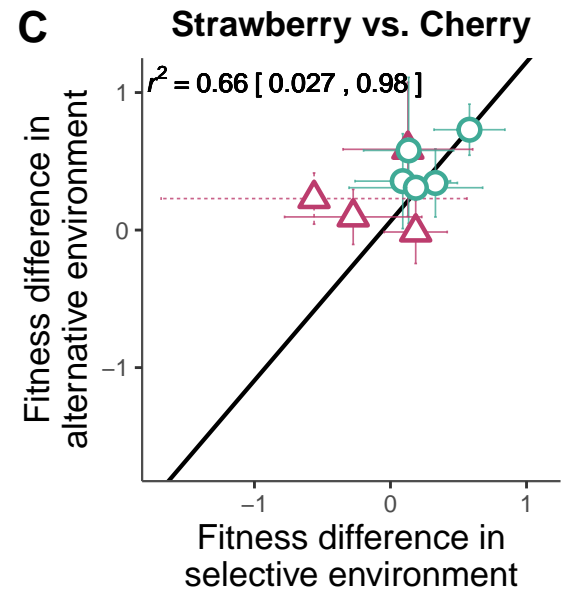 C
Strawberry vs. Cherry
r² = 0.66 [ 0.027 , 0.98 ]
Fitness difference in
alternative environment
1
0
−1
−1 0 1
Fitness difference in
selective environment